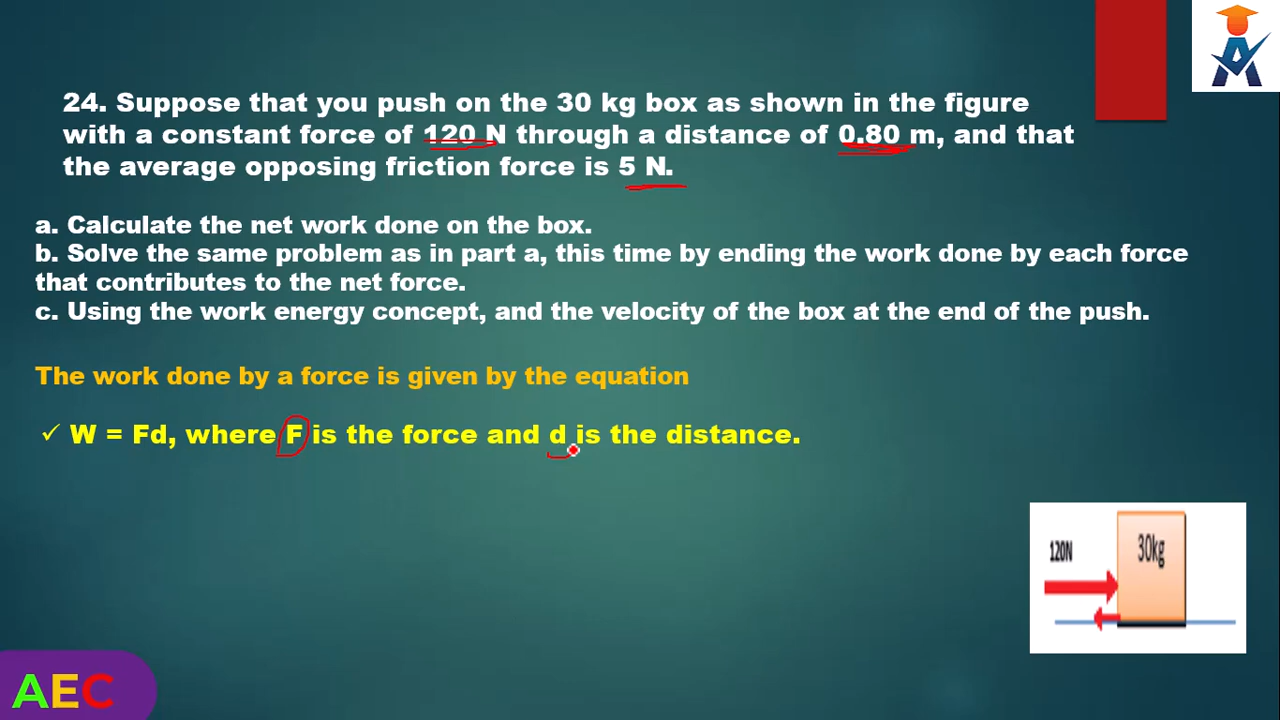 24. Suppose that you push on the 30 kg box as shown in the figure
with a constant force of 120 N through a distance of 0.80 m, and that
the average opposing friction force is 5 N.
a. Calculate the net work done on the box.
b. Solve the same problem as in part a, this time by ending the work done by each force
that contributes to the net force.
c. Using the work energy concept, and the velocity of the box at the end of the push.
The work done by a force is given by the equation
✓ W = Fd, where F is the force and d is the distance.
120N
30kg
AEC